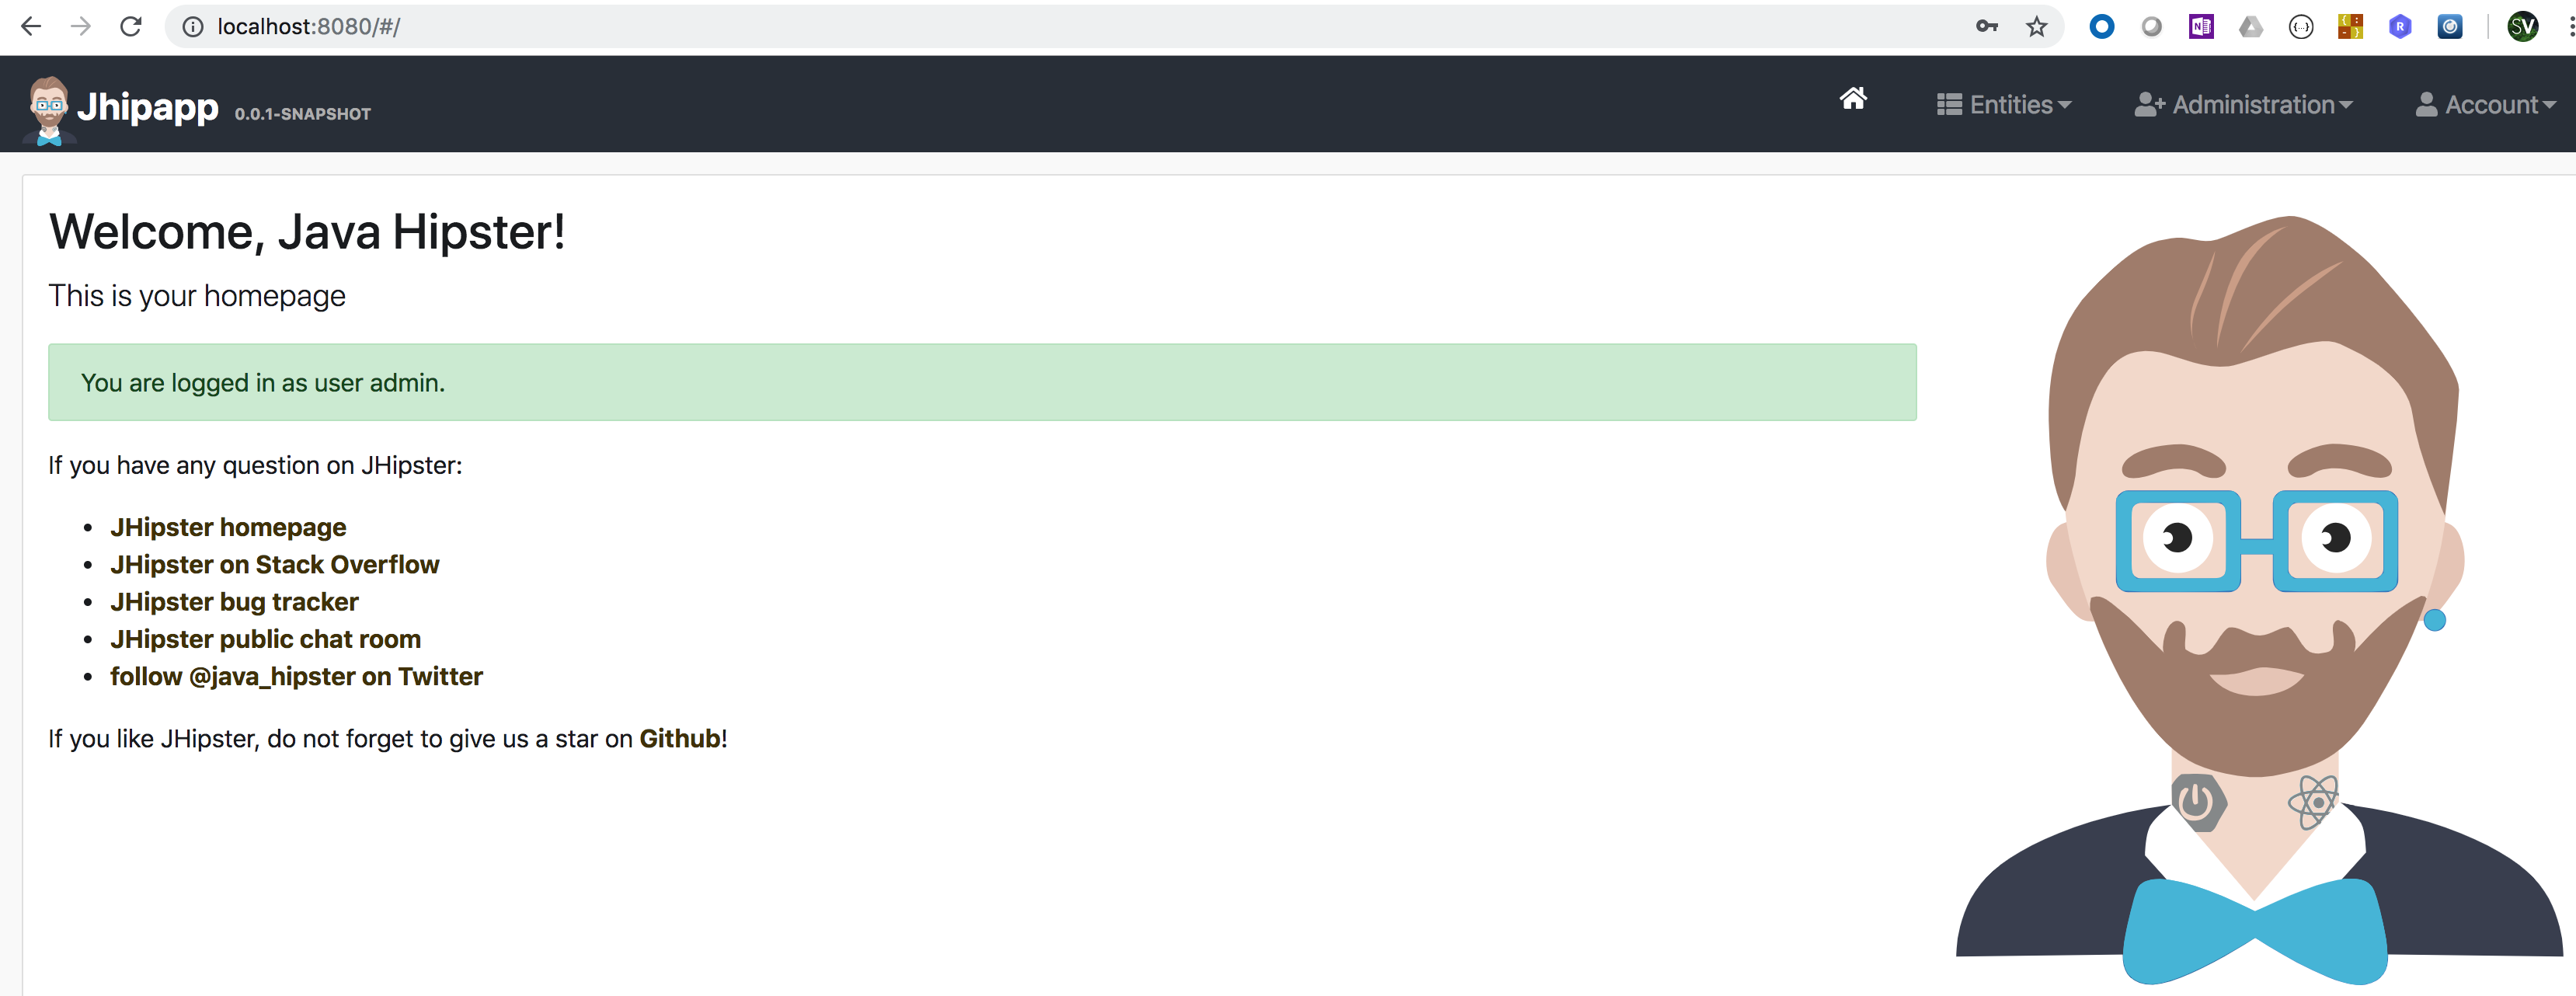 localhost:8080/#/
Jhipapp 0.0.1-SNAPSHOT Entities Administration Account
Welcome, Java Hipster!
This is your homepage
You are logged in as user admin.
If you have any question on JHipster:
• JHipster homepage
• JHipster on Stack Overflow
• JHipster bug tracker
• JHipster public chat room
• follow @java_hipster on Twitter
If you like JHipster, do not forget to give us a star on Github!